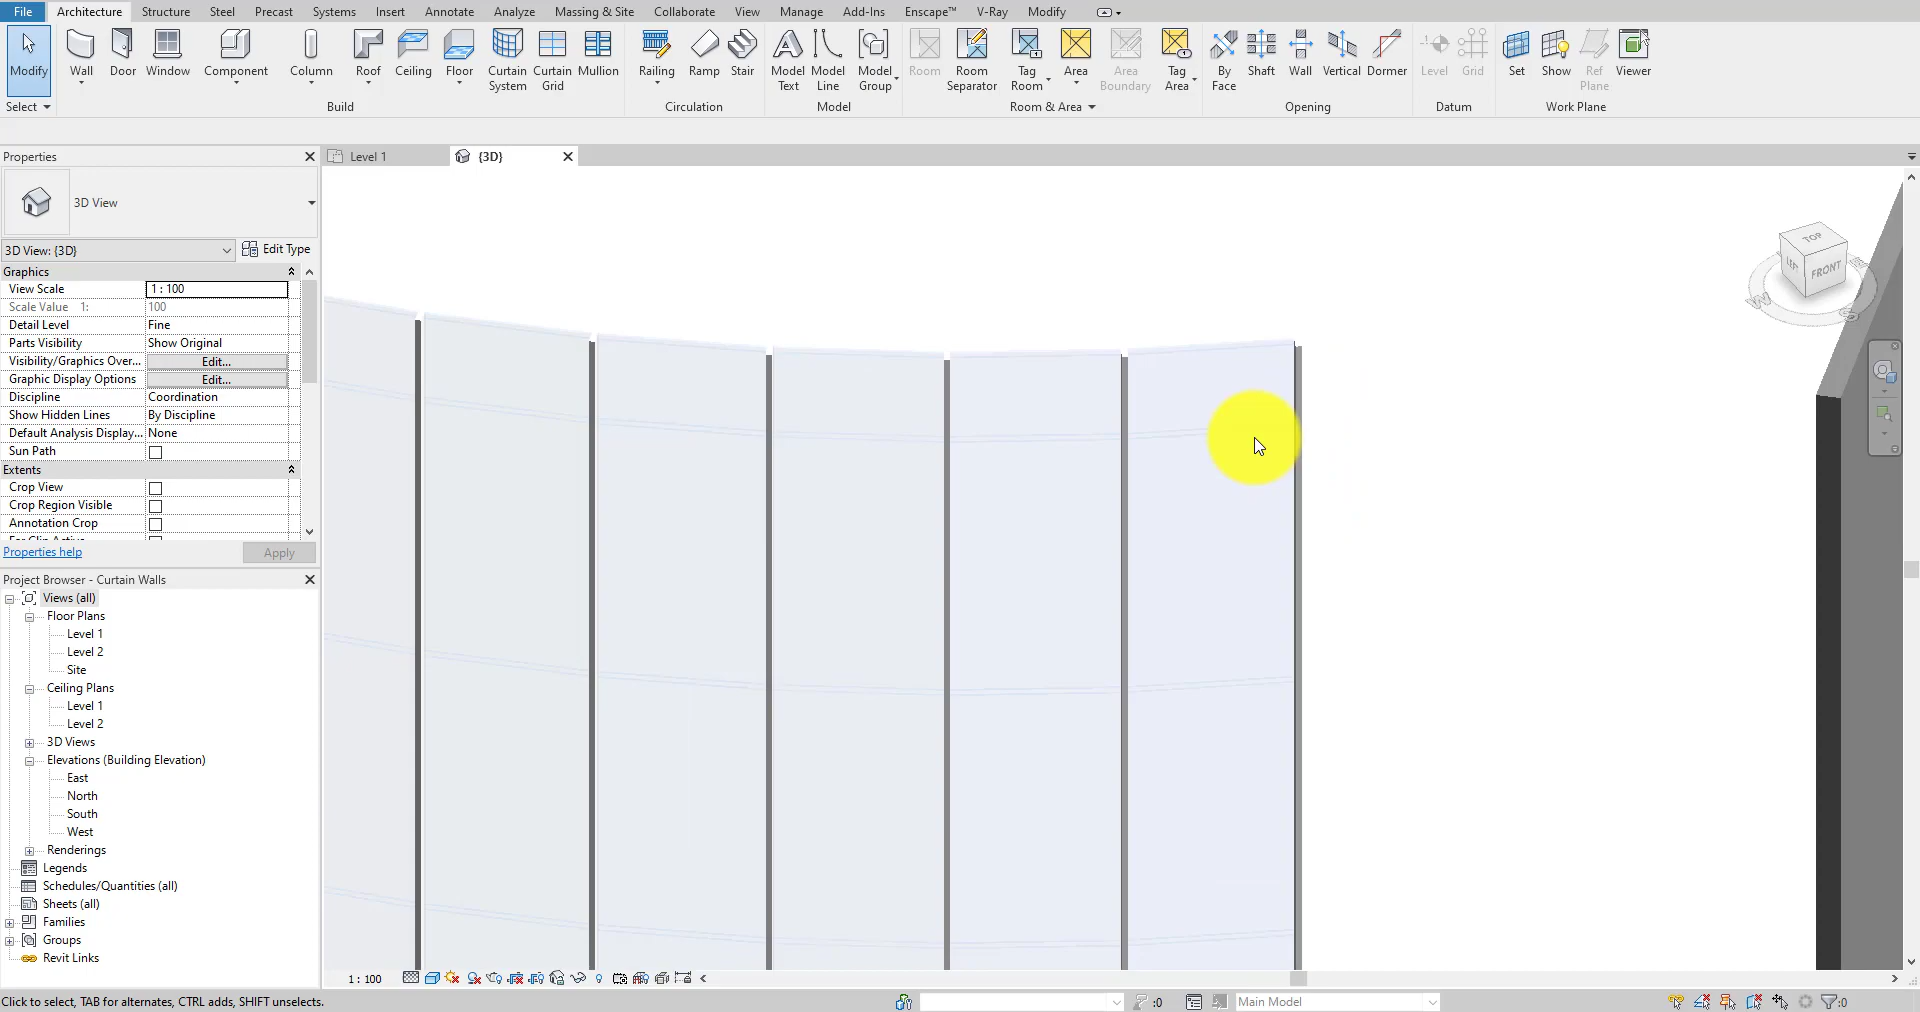 File Architecture Structure Steel Precast Systems Insert Annotate Analyze Massing & Site Collaborate View Manage Add-Ins Enscape™ V-Ray Modify
Modify Wall Door Window Component Column Roof Ceiling Floor Curtain System Curtain Grid Mullion Railing Ramp Stair Model Text Model Line Model Group Room Room Separator Tag Room Area Area Boundary Tag Area By Face Shaft Wall Vertical Dormer Level Grid Set Show Ref Plane Viewer
Select Build Circulation Model Room & Area Opening Datum Work Plane
Properties
Level 1 {3D}
3D View
3D View: {3D} Edit Type
Graphics
View Scale 1 : 100
Scale Value 1: 100
Detail Level Fine
Parts Visibility Show Original
Visibility/Graphics Over... Edit...
Graphic Display Options Edit...
Discipline Coordination
Show Hidden Lines By Discipline
Default Analysis Display... None
Sun Path
Extents
Crop View
Crop Region Visible
Annotation Crop
Properties help Apply
Project Browser - Curtain Walls
Views (all)
Floor Plans
Level 1
Level 2
Site
Ceiling Plans
Level 1
Level 2
3D Views
Elevations (Building Elevation)
East
North
South
West
Renderings
Legends
Schedules/Quantities (all)
Sheets (all)
Families
Groups
Revit Links
TOP
LEFT FRONT
W S
1 : 100
Click to select, TAB for alternates, CTRL adds, SHIFT unselects. :0 Main Model :0